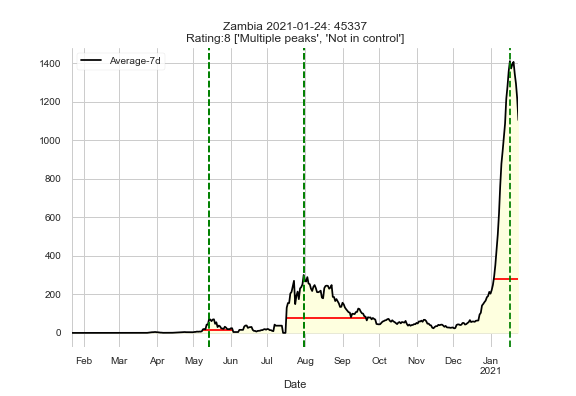 Zambia 2021-01-24: 45337
Rating:8 ['Multiple peaks', 'Not in control']
Average-7d
1400
1200
1000
800
600
400
200
0
Feb Mar Apr May Jun Jul Aug Sep Oct Nov Dec Jan
2021
Date